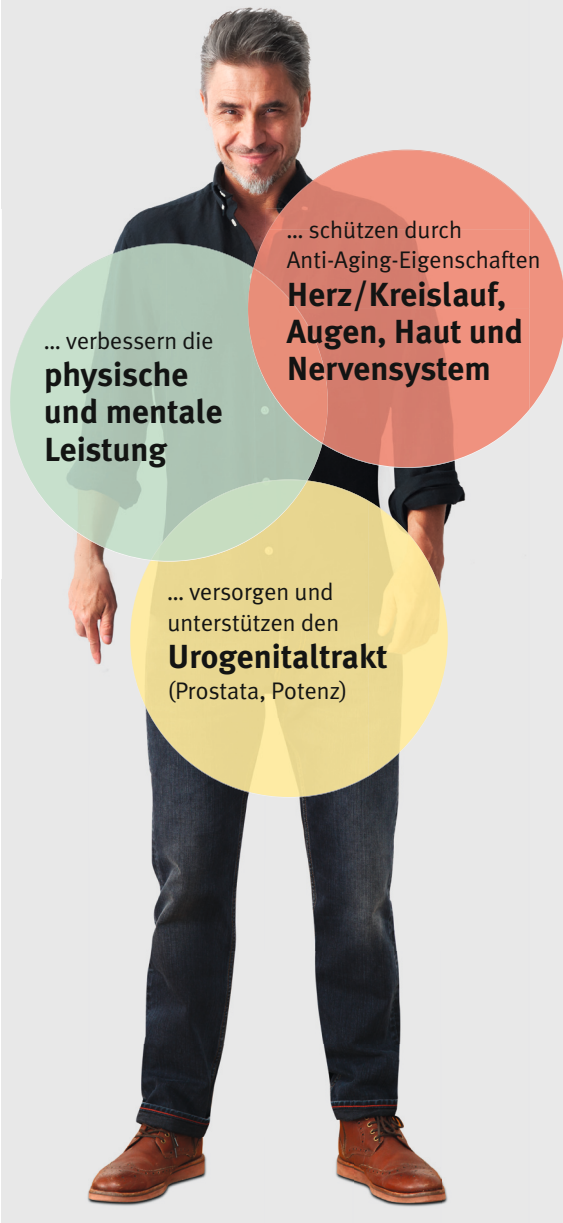 ... schützen durch
Anti-Aging-Eigenschaften
Herz/Kreislauf,
Augen, Haut und
Nervensystem
... verbessern die
physische
und mentale
Leistung
... versorgen und
unterstützen den
Urogenitaltrakt
(Prostata, Potenz)